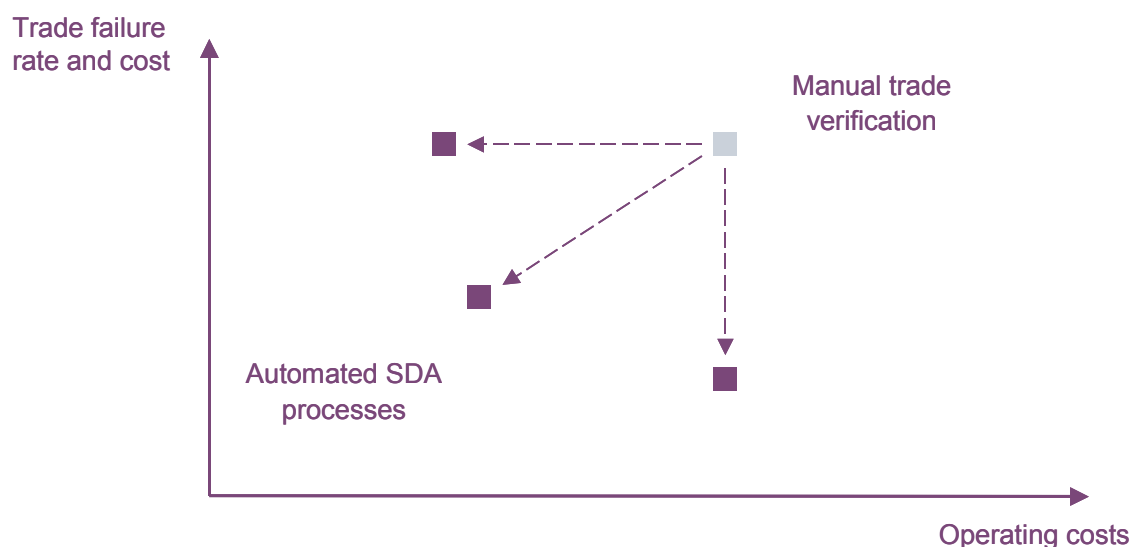 Trade failure
rate and cost
Manual trade
verification
Automated SDA
processes
Operating costs